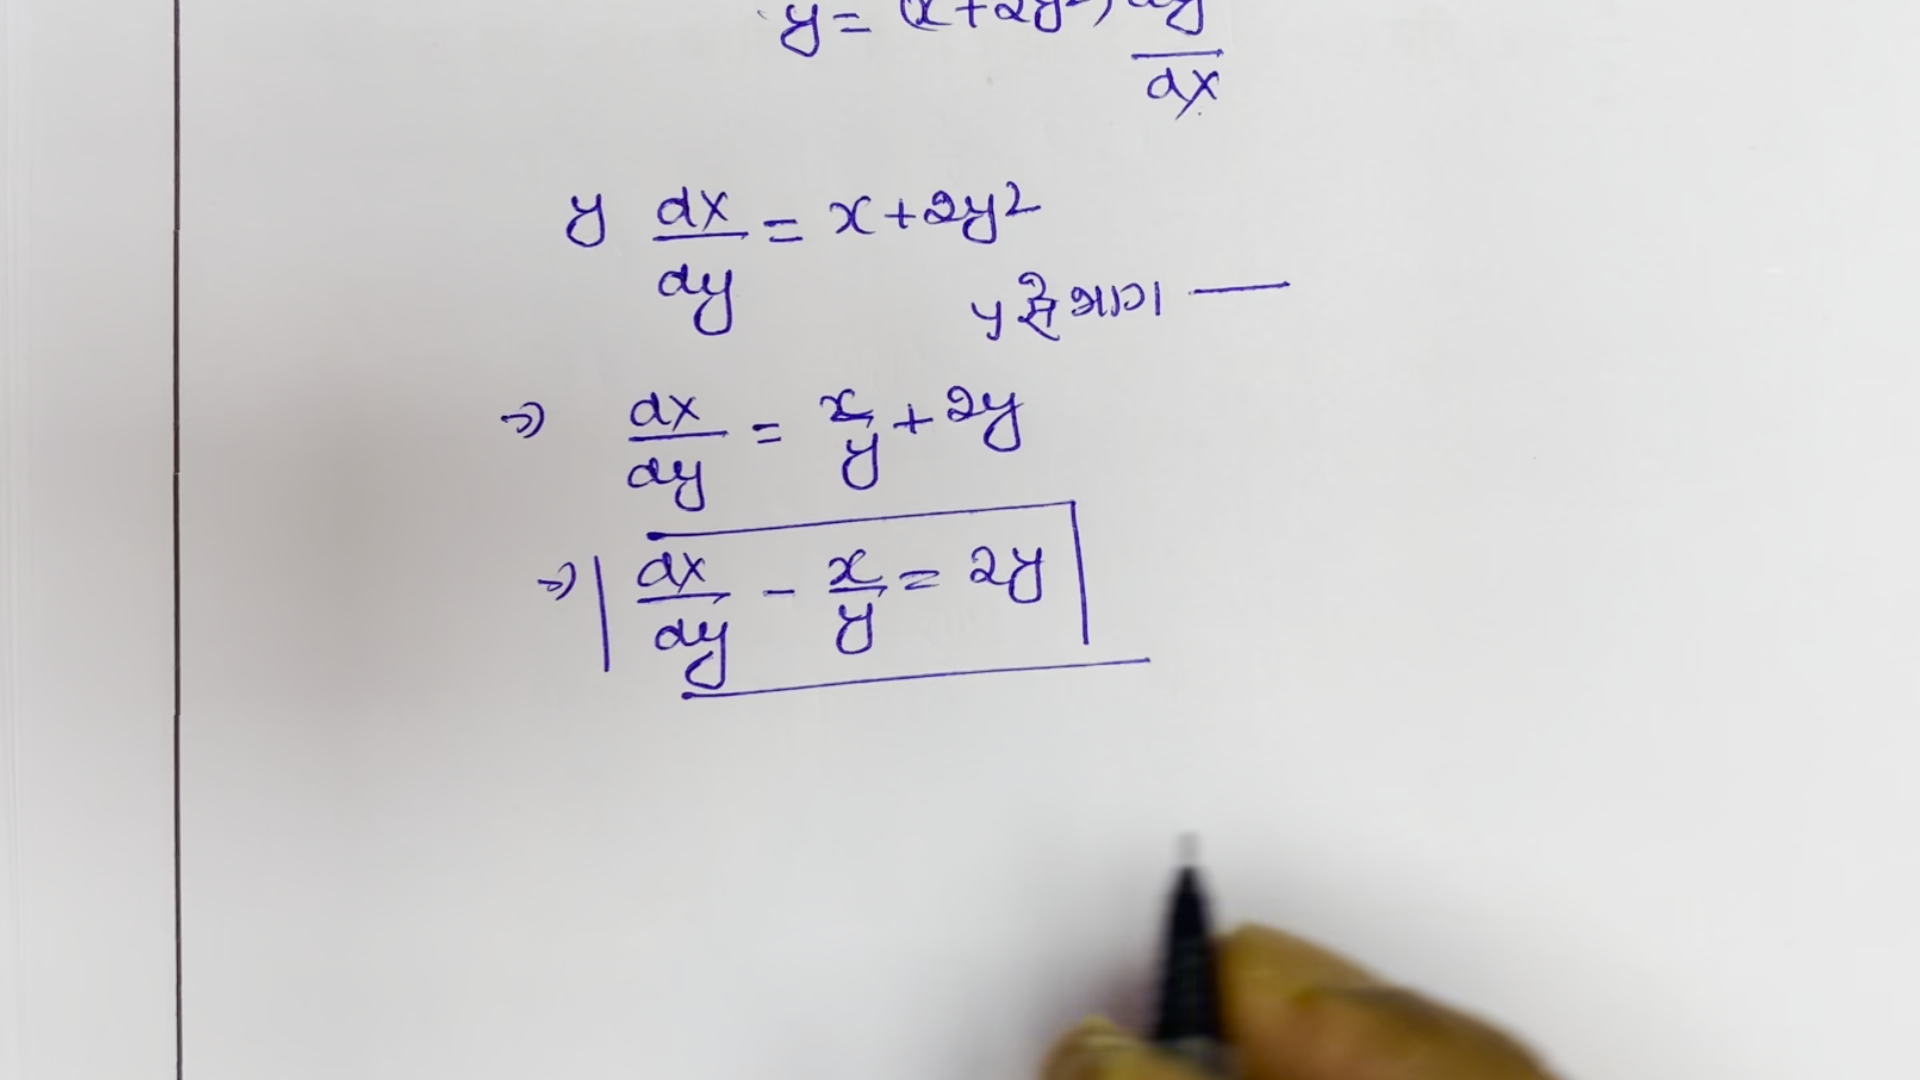 y = (x+2y²) dy/dx
y dx/dy = x+2y²
y से भाग —
⇒ dx/dy = x/y + 2y
⇒ dx/dy - x/y = 2y